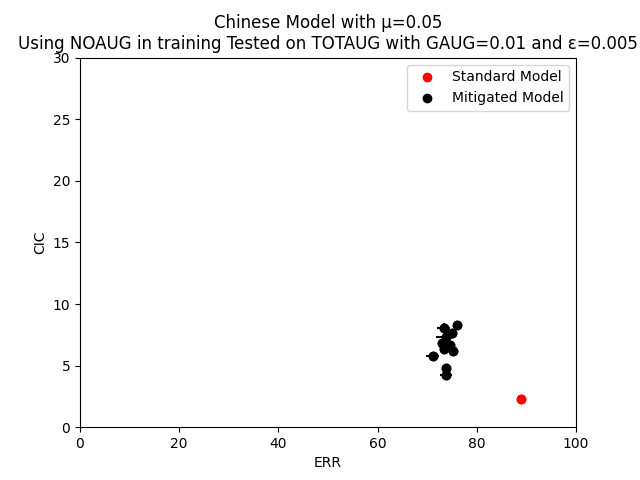 Chinese Model with μ=0.05
Using NOAUG in training Tested on TOTAUG with GAUG=0.01 and ε=0.005
Standard Model
Mitigated Model
30
25
20
15
10
5
0
CIC
0 20 40 60 80 100
ERR